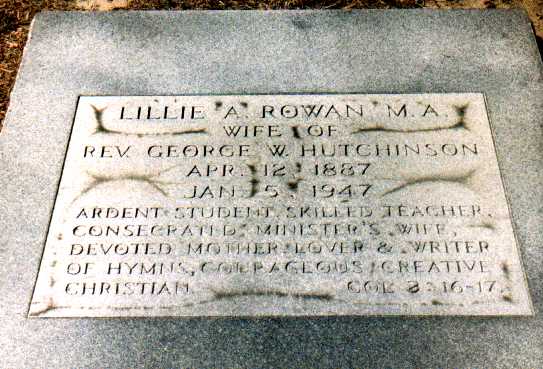 LILLIE A. ROWAN M.A.
WIFE OF
REV. GEORGE W. HUTCHINSON
APR. 12, 1887
JAN. 5, 1947
ARDENT STUDENT, SKILLED TEACHER,
CONSECRATED MINISTER'S WIFE,
DEVOTED MOTHER, LOVER & WRITER
OF HYMNS, COURAGEOUS CREATIVE
CHRISTIAN. COL. 3:16-17.